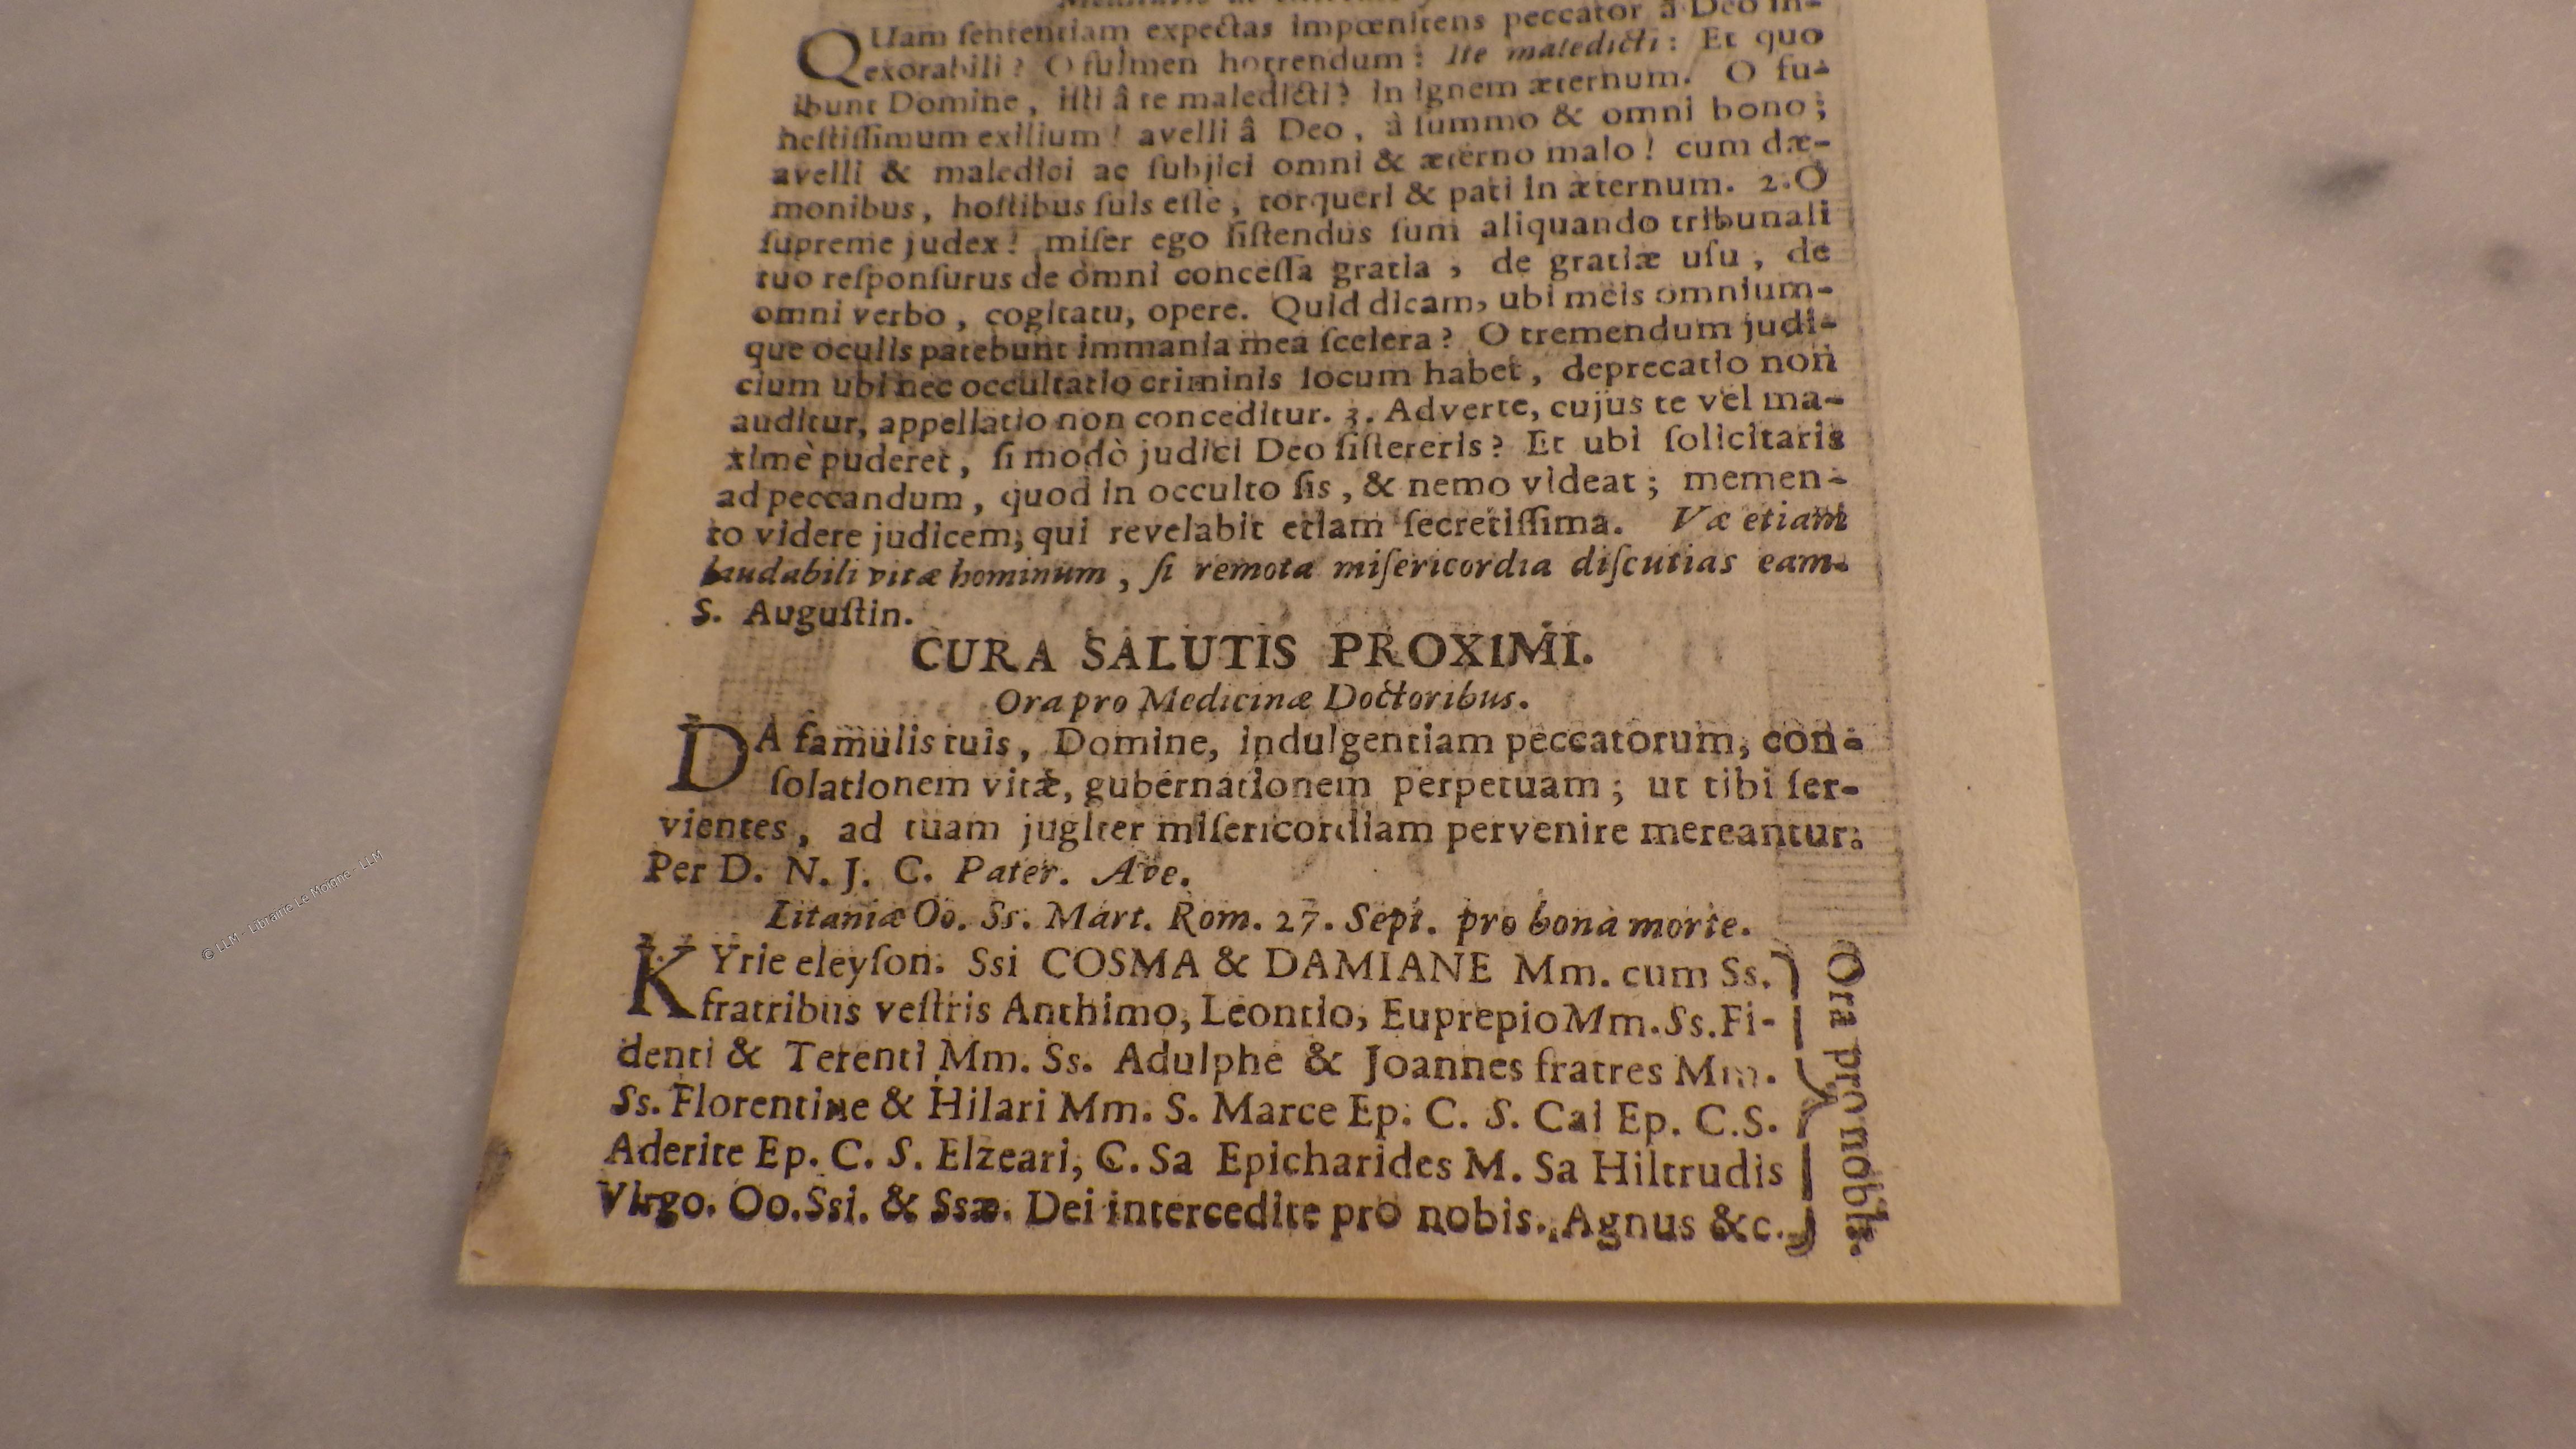 QUam ſententiam expectas impœnitens peccator â Deo in-
exorabili? O fulmen horrendum: Ite maledicti: Et quo
ibunt Domine, iſti â te maledicti? in ignem æternum. O fu-
neſtiſſimum exilium! avelli â Deo, à ſummo & omni bono;
avelli & maledici ac ſubjici omni & æterno malo! cum dæ-
monibus, hoſtibus ſuis eſſe, torqueri & pati in æternum. 2. O
ſupreme judex! miſer ego ſiſtendus ſum aliquando tribunali
tuo reſponſurus de omni conceſſa gratia, de gratiæ uſu, de
omni verbo, cogitatu, opere. Quid dicam, ubi meis omnium-
que oculis patebunt immania mea ſcelera? O tremendum judi-
cium ubi nec occultatio criminis locum habet, deprecatio non
auditur, appellatio non conceditur. 3. Adverte, cujus te vel ma-
ximè puderet, ſi modò judici Deo ſiſtereris? Et ubi ſolicitaris
ad peccandum, quod in occulto ſis, & nemo videat; memen-
to videre judicem, qui revelabit etiam ſecretiſſima. Væ etiam
laudabili vitæ hominum, ſi remota miſericordia diſcutias eam.
S. Auguſtin.
CURA SALUTIS PROXIMI.
Ora pro Medicinæ Doctoribus.
DA famulis tuis, Domine, indulgentiam peccatorum, con-
ſolationem vitæ, gubernationem perpetuam; ut tibi ſer-
vientes, ad tuam jugiter miſericordiam pervenire mereantur.
Per D. N. J. C. Pater. Ave.
Litaniæ Oo. Ss. Mart. Rom. 27. Sept. pro bona morte.
KYrie eleyſon. Ssi COSMA & DAMIANE Mm. cum Ss.
fratribus veſtris Anthimo, Leontio, Euprepio Mm. Ss. Fi-
denti & Terenti Mm. Ss. Adulphe & Joannes fratres Mm.
Ss. Florentine & Hilari Mm. S. Marce Ep. C. S. Cai Ep. C. S.
Aderite Ep. C. S. Elzeari, C. Sa Epicharides M. Sa Hiltrudis
Virgo. Oo. Ssi. & Ssæ. Dei intercedite pro nobis. Agnus &c.
Ora pro nobis.
© LLM - Librairie Le Moigne - LLM